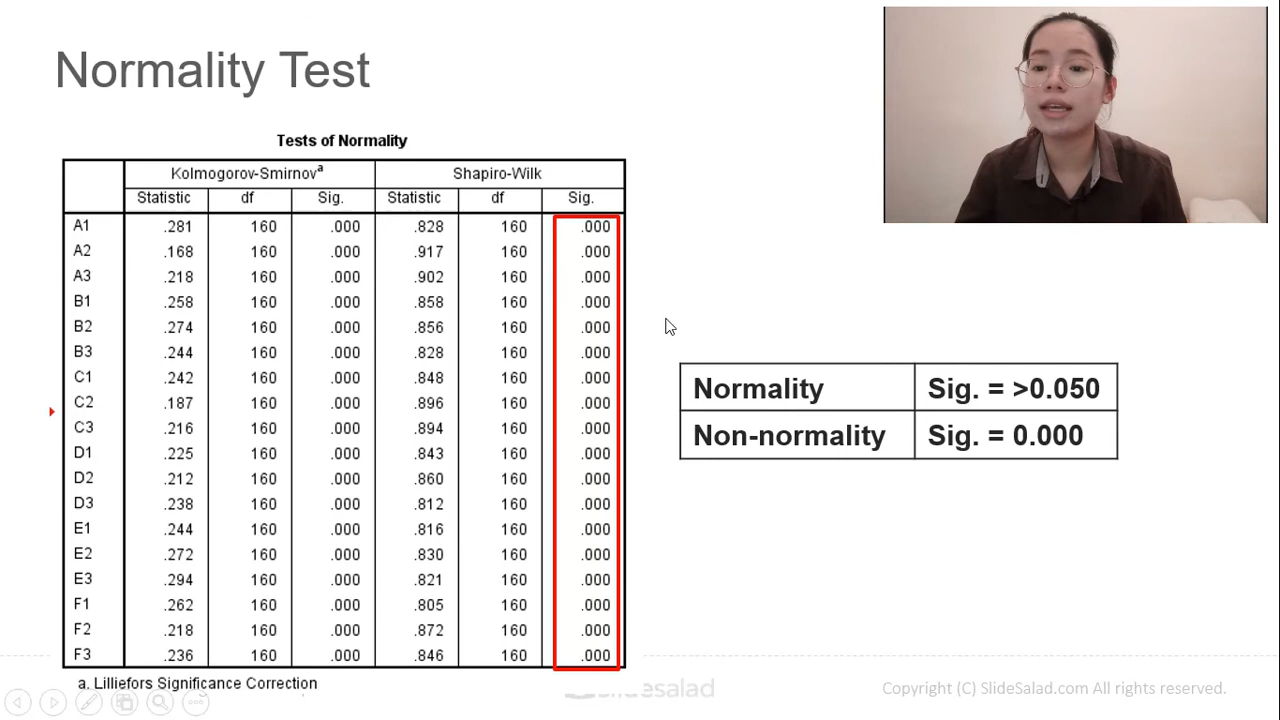 Normality Test
Tests of Normality
Kolmogorov-Smirnovᵃ Shapiro-Wilk
Statistic df Sig. Statistic df Sig.
A1 .281 160 .000 .828 160 .000
A2 .168 160 .000 .917 160 .000
A3 .218 160 .000 .902 160 .000
B1 .258 160 .000 .858 160 .000
B2 .274 160 .000 .856 160 .000
B3 .244 160 .000 .828 160 .000
C1 .242 160 .000 .848 160 .000
C2 .187 160 .000 .896 160 .000
C3 .216 160 .000 .894 160 .000
D1 .225 160 .000 .843 160 .000
D2 .212 160 .000 .860 160 .000
D3 .238 160 .000 .812 160 .000
E1 .244 160 .000 .816 160 .000
E2 .272 160 .000 .830 160 .000
E3 .294 160 .000 .821 160 .000
F1 .262 160 .000 .805 160 .000
F2 .218 160 .000 .872 160 .000
F3 .236 160 .000 .846 160 .000
a. Lilliefors Significance Correction
Normality Sig. = >0.050
Non-normality Sig. = 0.000
slidesalad
Copyright (C) SlideSalad.com All rights reserved.